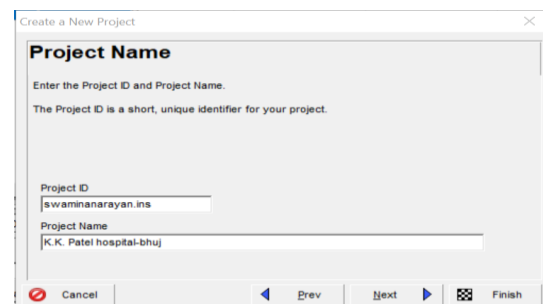 Create a New Project
Project Name
Enter the Project ID and Project Name.
The Project ID is a short, unique identifier for your project.
Project ID
swaminanarayan.ins
Project Name
K.K. Patel hospital-bhuj
Cancel Prev Next Finish